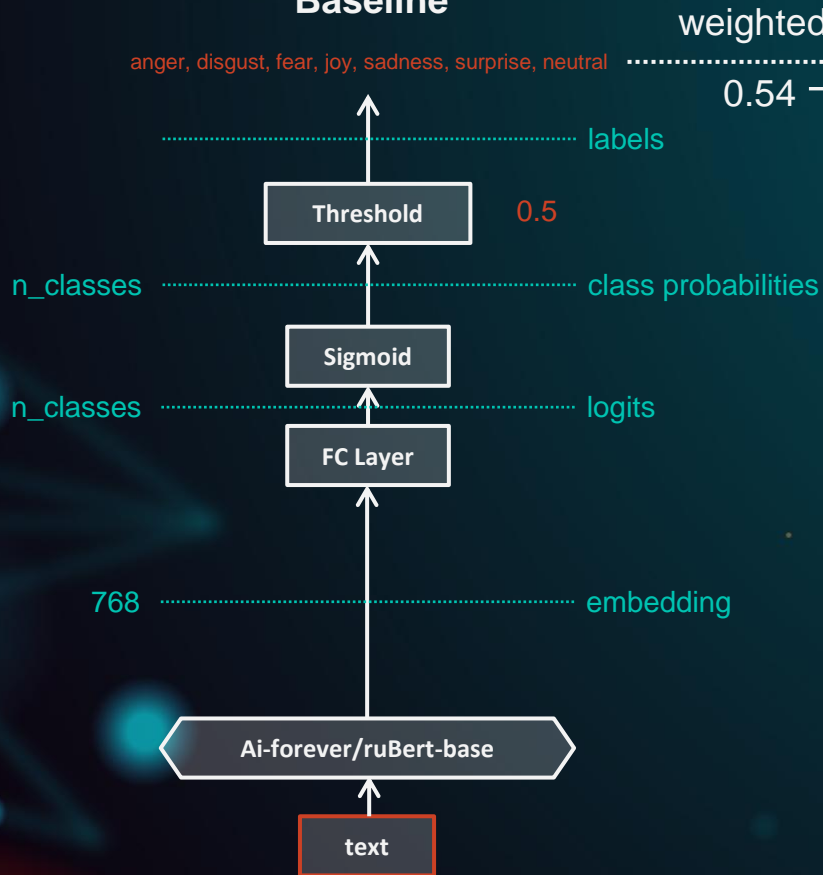 Baseline
weighted
anger, disgust, fear, joy, sadness, surprise, neutral
0.54
labels
Threshold 0.5
n_classes class probabilities
Sigmoid
n_classes logits
FC Layer
768 embedding
Ai-forever/ruBert-base
text